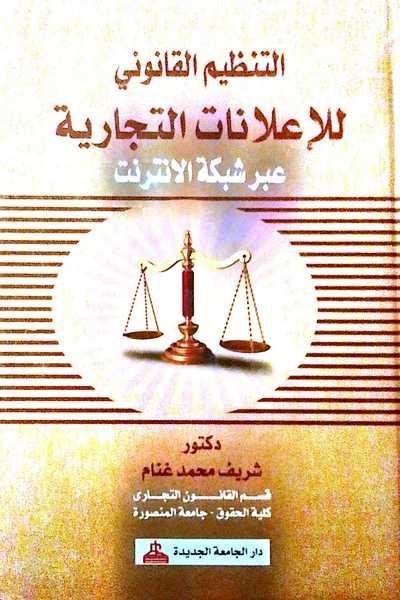 التنظيم القانوني
للإعلانات التجارية
عبر شبكة الانترنت
دكتور
شريف محمد غنام
قسم القانون التجارى
كلية الحقوق - جامعة المنصورة
دار الجامعة الجديدة